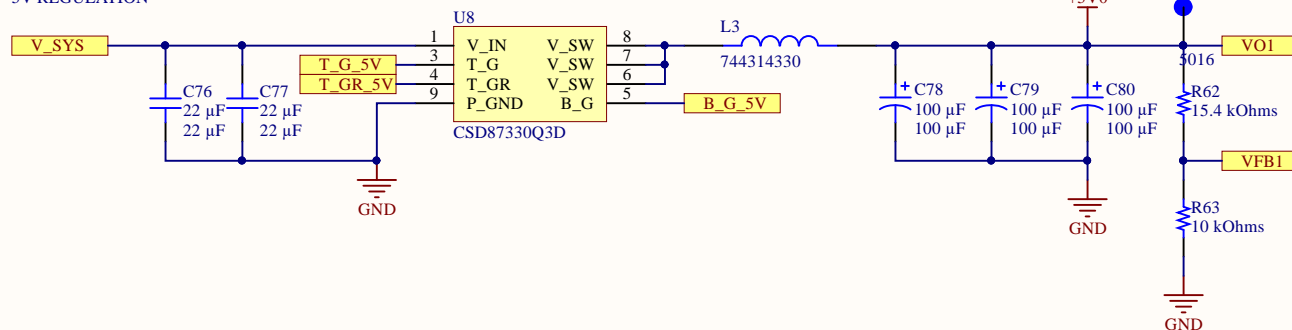 5V REGULATION
U8
V_SYS
1
V_IN
V_SW
8
T_G_5V
3
T_G
V_SW
7
T_GR_5V
4
T_GR
V_SW
6
9
P_GND
B_G
5
B_G_5V
CSD87330Q3D
L3
744314330
+5V0
VO1
5016
C76
22 µF
22 µF
C77
22 µF
22 µF
C78
100 µF
100 µF
C79
100 µF
100 µF
C80
100 µF
100 µF
R62
15.4 kOhms
VFB1
R63
10 kOhms
GND
GND
GND